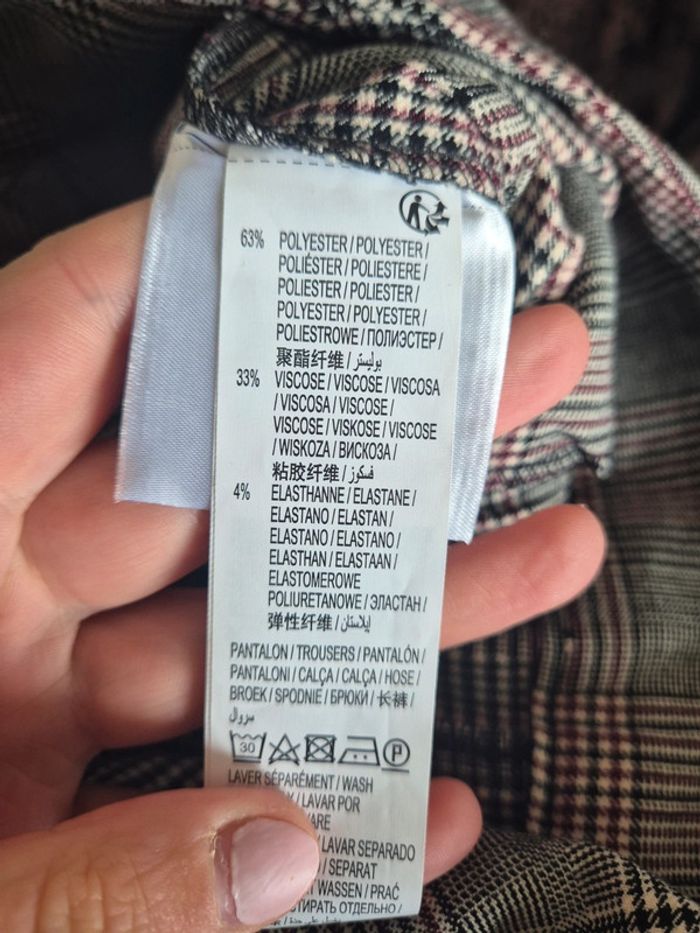 63% POLYESTER / POLYESTER /
POLIÉSTER / POLIESTERE /
POLIESTER / POLIESTER /
POLYESTER / POLYESTER /
POLIESTROWE / ПОЛИЭСТЕР /
聚酯纤维 / بوليستر /
33% VISCOSE / VISCOSE / VISCOSA
/ VISCOSA / VISCOSE /
VISCOSE / VISKOSE / VISCOSE
/ WISKOZA / ВИСКОЗА /
粘胶纤维 / فسكوز /
4% ELASTHANNE / ELASTANE /
ELASTANO / ELASTAN /
ELASTANO / ELASTANO /
ELASTHAN / ELASTAAN /
ELASTOMEROWE
POLIURETANOWE / ЭЛАСТАН /
弹性纤维 / إيلاستان /
PANTALON / TROUSERS / PANTALÓN /
PANTALONI / CALÇA / CALÇA / HOSE /
BROEK / SPODNIE / БРЮКИ / 长裤 /
سروال
30 P
LAVER SÉPARÉMENT / WASH
/ LAVAR POR
/ LAVAR SEPARADO
/ SEPARAT
WASSEN / PRAĆ
ОТДЕЛЬНО /